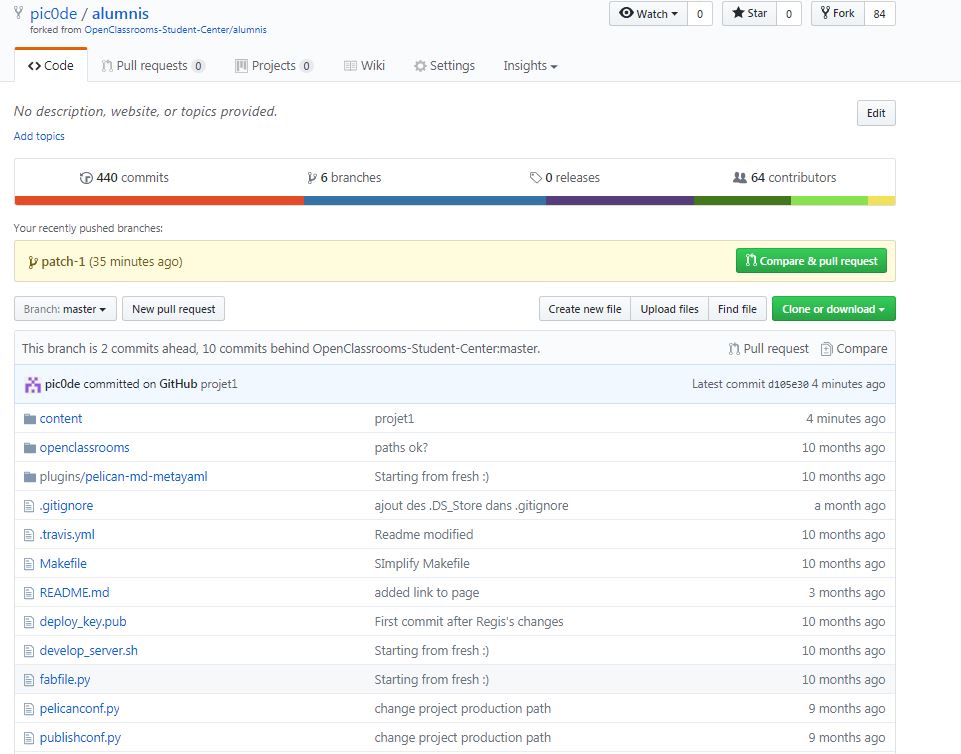 pic0de / alumnis
Watch 0 Star 0 Fork 84
forked from OpenClassrooms-Student-Center/alumnis
Code Pull requests 0 Projects 0 Wiki Settings Insights
No description, website, or topics provided. Edit
Add topics
440 commits 6 branches 0 releases 64 contributors
Your recently pushed branches:
patch-1 (35 minutes ago) Compare & pull request
Branch: master New pull request Create new file Upload files Find file Clone or download
This branch is 2 commits ahead, 10 commits behind OpenClassrooms-Student-Center:master. Pull request Compare
pic0de committed on GitHub projet1 Latest commit d105e30 4 minutes ago
content projet1 4 minutes ago
openclassrooms paths ok? 10 months ago
plugins/pelican-md-metayaml Starting from fresh :) 10 months ago
.gitignore ajout des .DS_Store dans .gitignore a month ago
.travis.yml Readme modified 10 months ago
Makefile SImplify Makefile 10 months ago
README.md added link to page 3 months ago
deploy_key.pub First commit after Regis's changes 10 months ago
develop_server.sh Starting from fresh :) 10 months ago
fabfile.py Starting from fresh :) 10 months ago
pelicanconf.py change project production path 9 months ago
publishconf.py change project production path 9 months ago